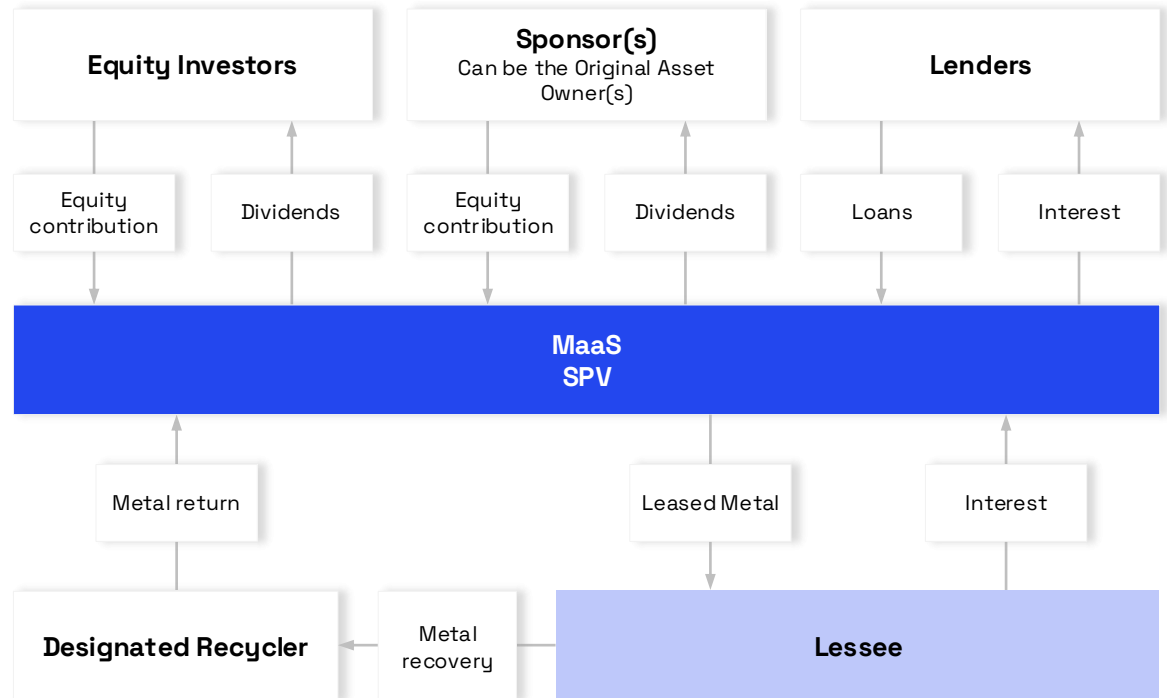 Equity Investors
Sponsor(s)
Can be the Original Asset
Owner(s)
Lenders
Equity
contribution
Dividends
Equity
contribution
Dividends
Loans
Interest
MaaS
SPV
Metal return
Leased Metal
Interest
Designated Recycler
Metal
recovery
Lessee